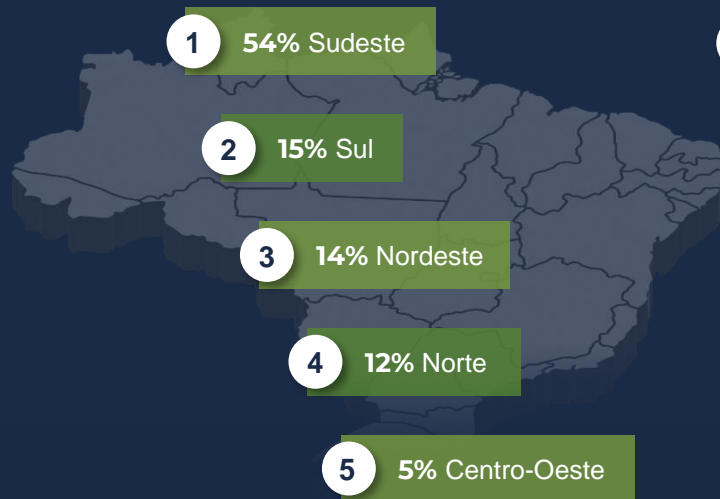 1 54% Sudeste
2 15% Sul
3 14% Nordeste
4 12% Norte
5 5% Centro-Oeste